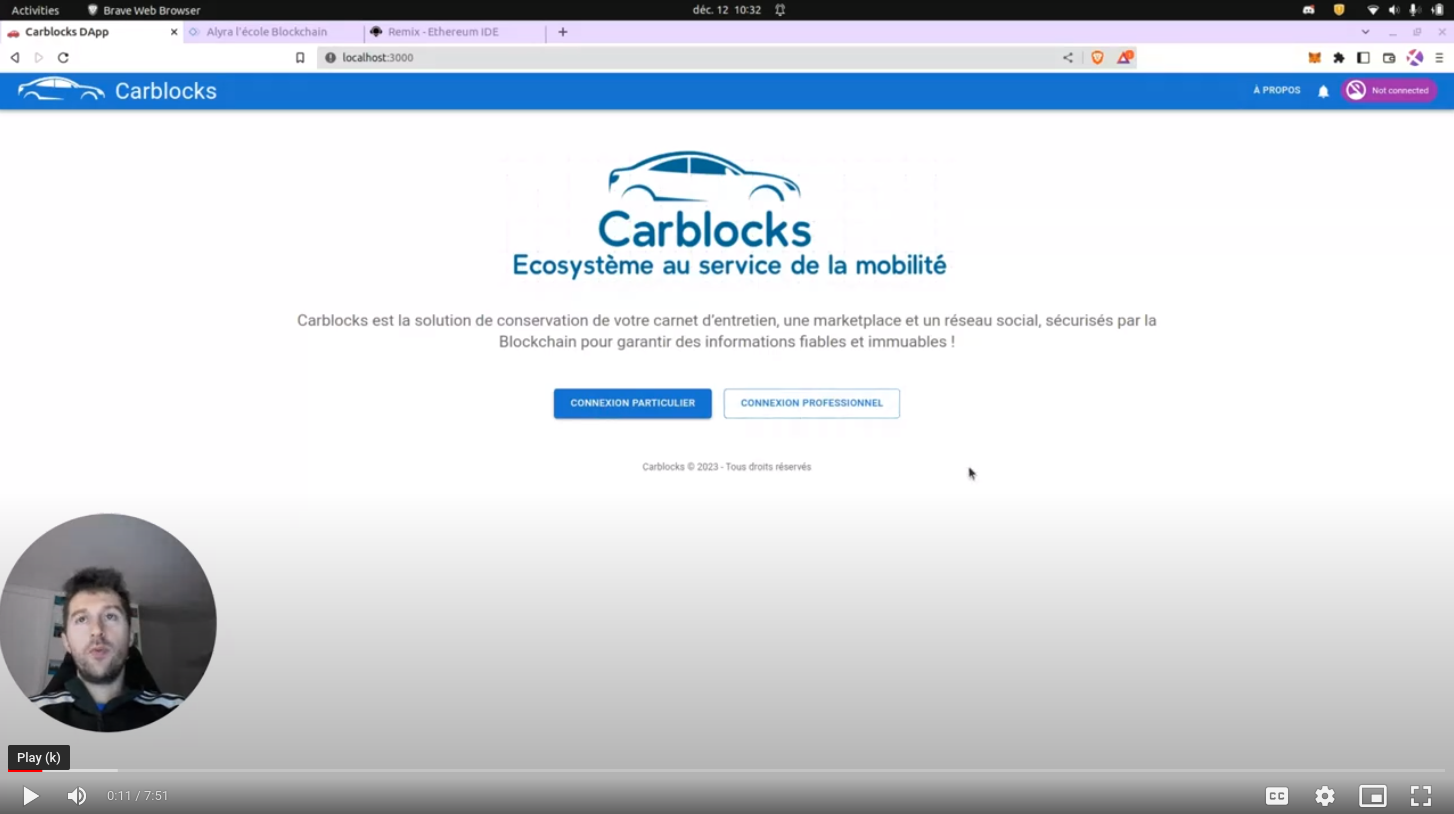 Activities
Brave Web Browser
déc. 12 10:32
Carblocks DApp
Alyra l'école Blockchain
Remix - Ethereum IDE
localhost:3000
Carblocks
À PROPOS
Not connected
Carblocks
Ecosystème au service de la mobilité
Carblocks est la solution de conservation de votre carnet d'entretien, une marketplace et un réseau social, sécurisés par la
Blockchain pour garantir des informations fiables et immuables !
CONNEXION PARTICULIER
CONNEXION PROFESSIONNEL
Carblocks © 2023 - Tous droits réservés
Play (k)
0:11 / 7:51
CC